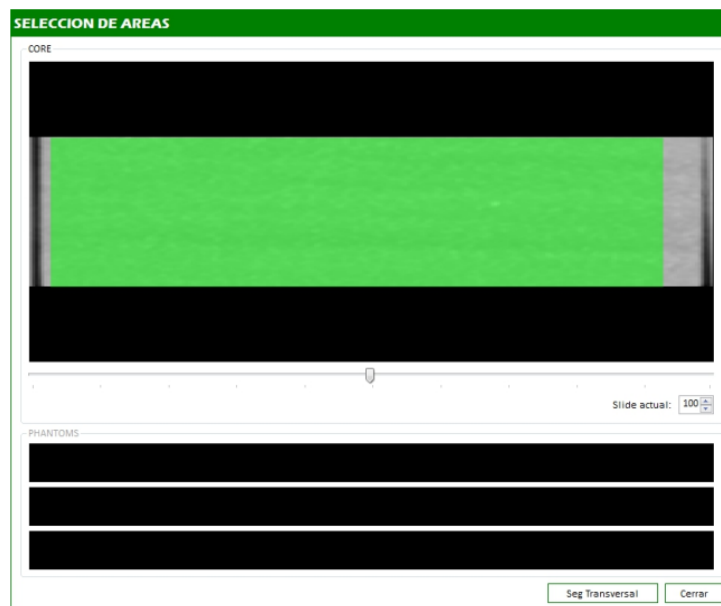 SELECCION DE AREAS
CORE
Slide actual: 100
PHANTOMS
Seg Transversal
Cerrar